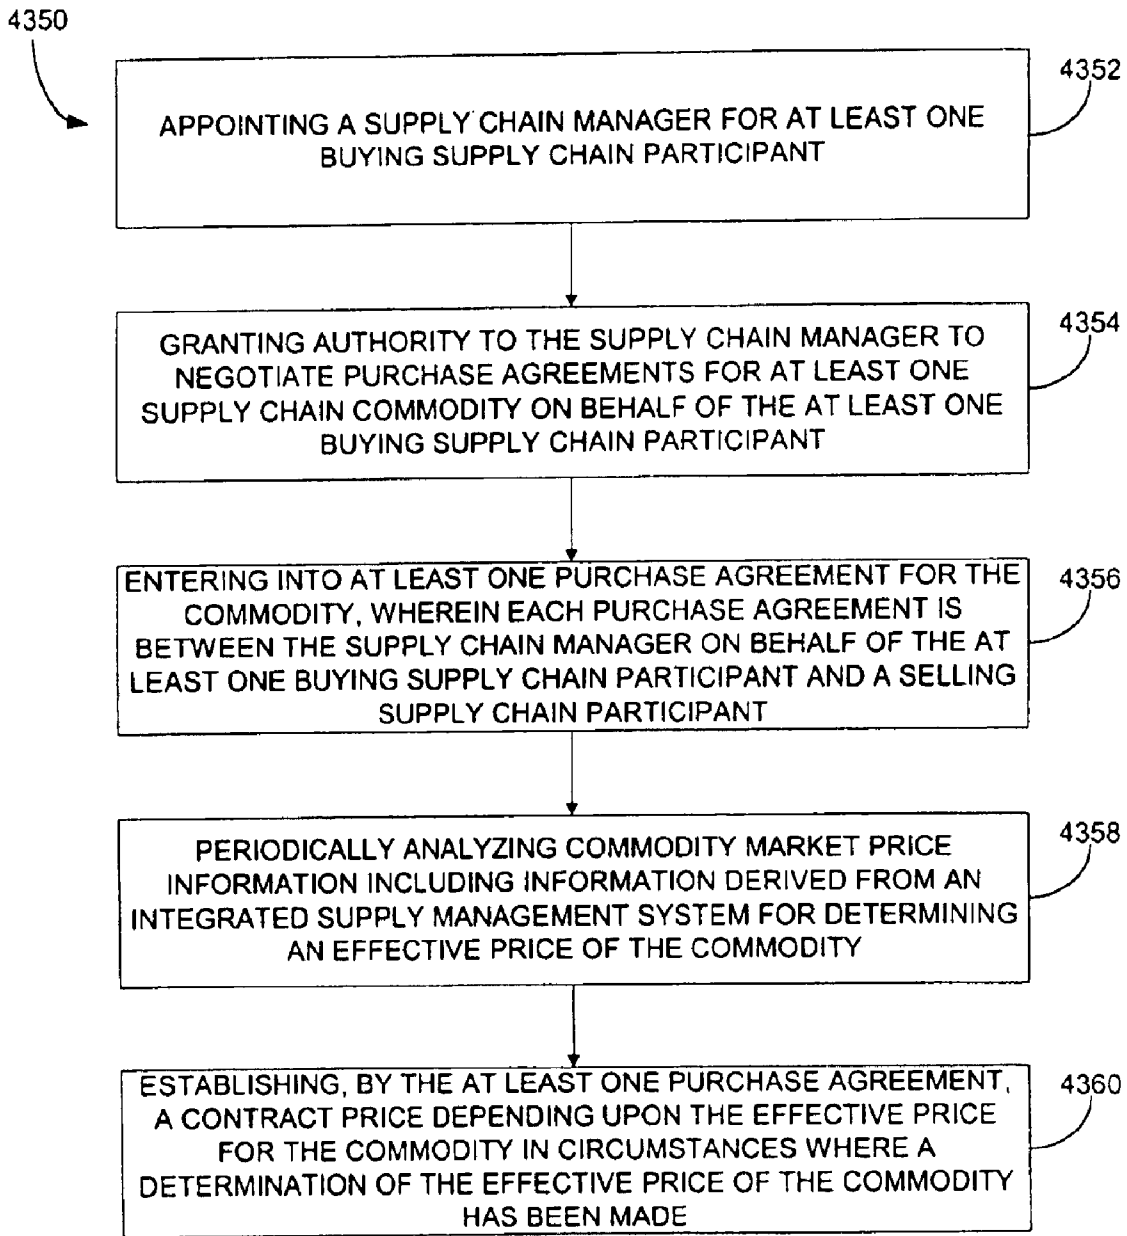 4350
4352
APPOINTING A SUPPLY CHAIN MANAGER FOR AT LEAST ONE
BUYING SUPPLY CHAIN PARTICIPANT
4354
GRANTING AUTHORITY TO THE SUPPLY CHAIN MANAGER TO
NEGOTIATE PURCHASE AGREEMENTS FOR AT LEAST ONE
SUPPLY CHAIN COMMODITY ON BEHALF OF THE AT LEAST ONE
BUYING SUPPLY CHAIN PARTICIPANT
4356
ENTERING INTO AT LEAST ONE PURCHASE AGREEMENT FOR THE
COMMODITY, WHEREIN EACH PURCHASE AGREEMENT IS
BETWEEN THE SUPPLY CHAIN MANAGER ON BEHALF OF THE AT
LEAST ONE BUYING SUPPLY CHAIN PARTICIPANT AND A SELLING
SUPPLY CHAIN PARTICIPANT
4358
PERIODICALLY ANALYZING COMMODITY MARKET PRICE
INFORMATION INCLUDING INFORMATION DERIVED FROM AN
INTEGRATED SUPPLY MANAGEMENT SYSTEM FOR DETERMINING
AN EFFECTIVE PRICE OF THE COMMODITY
4360
ESTABLISHING, BY THE AT LEAST ONE PURCHASE AGREEMENT,
A CONTRACT PRICE DEPENDING UPON THE EFFECTIVE PRICE
FOR THE COMMODITY IN CIRCUMSTANCES WHERE A
DETERMINATION OF THE EFFECTIVE PRICE OF THE COMMODITY
HAS BEEN MADE